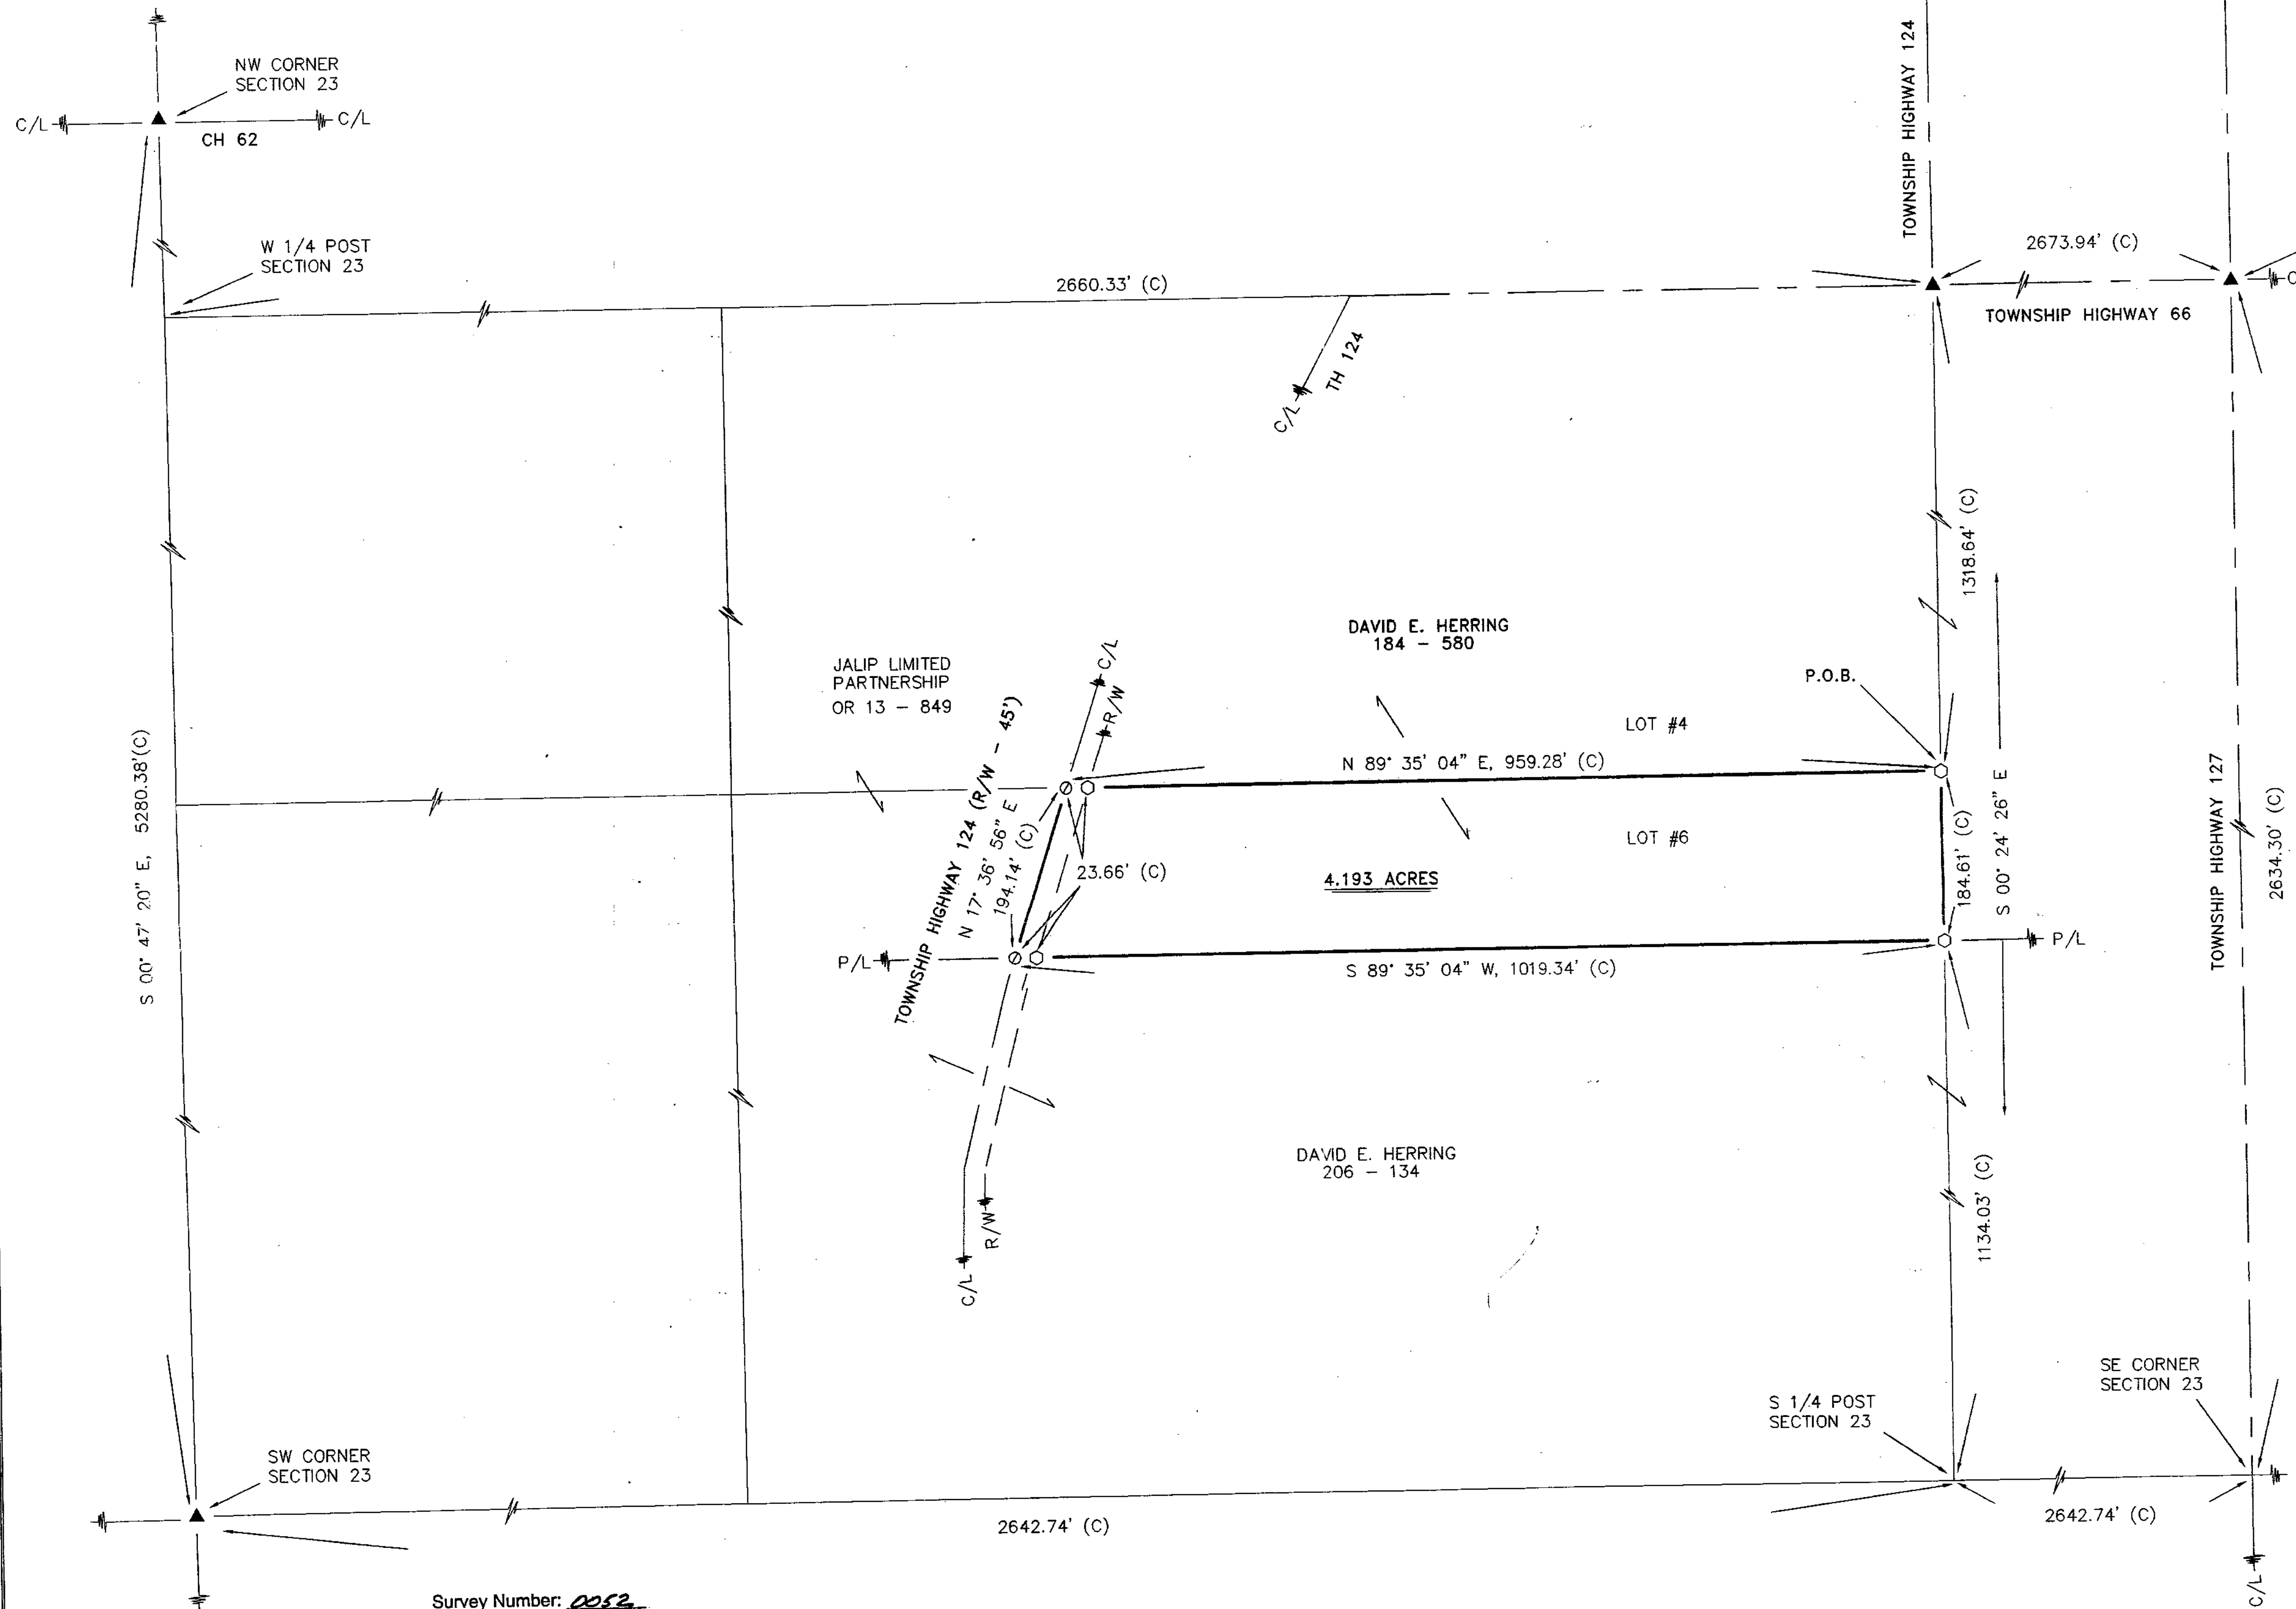 NW CORNER
SECTION 23
C/L
C/L
CH 62
TOWNSHIP HIGHWAY 124
W 1/4 POST
SECTION 23
2660.33' (C)
2673.94' (C)
TOWNSHIP HIGHWAY 66
TH 124
C/L
1318.64' (C)
DAVID E. HERRING
184 - 580
JALIP LIMITED
PARTNERSHIP
OR 13 - 849
C/L
R/W
P.O.B.
LOT #4
S 00° 47' 20" E, 5280.38'(C)
TOWNSHIP HIGHWAY 124 (R/W - 45')
N 17° 36' 56" E
194.14' (C)
N 89° 35' 04" E, 959.28' (C)
LOT #6
23.66' (C)
4.193 ACRES
184.61' (C)
S 00° 24' 26" E
TOWNSHIP HIGHWAY 127
2634.30' (C)
P/L
P/L
S 89° 35' 04" W, 1019.34' (C)
DAVID E. HERRING
206 - 134
1134.03' (C)
R/W
C/L
S 1/4 POST
SECTION 23
SE CORNER
SECTION 23
SW CORNER
SECTION 23
2642.74' (C)
2642.74' (C)
C/L
Survey Number: 0052